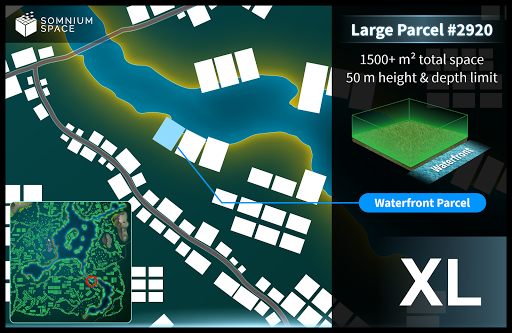 SOMNIUM
SPACE
Large Parcel #2920
1500+ m² total space
50 m height & depth limit
Waterfront
Waterfront Parcel
XL